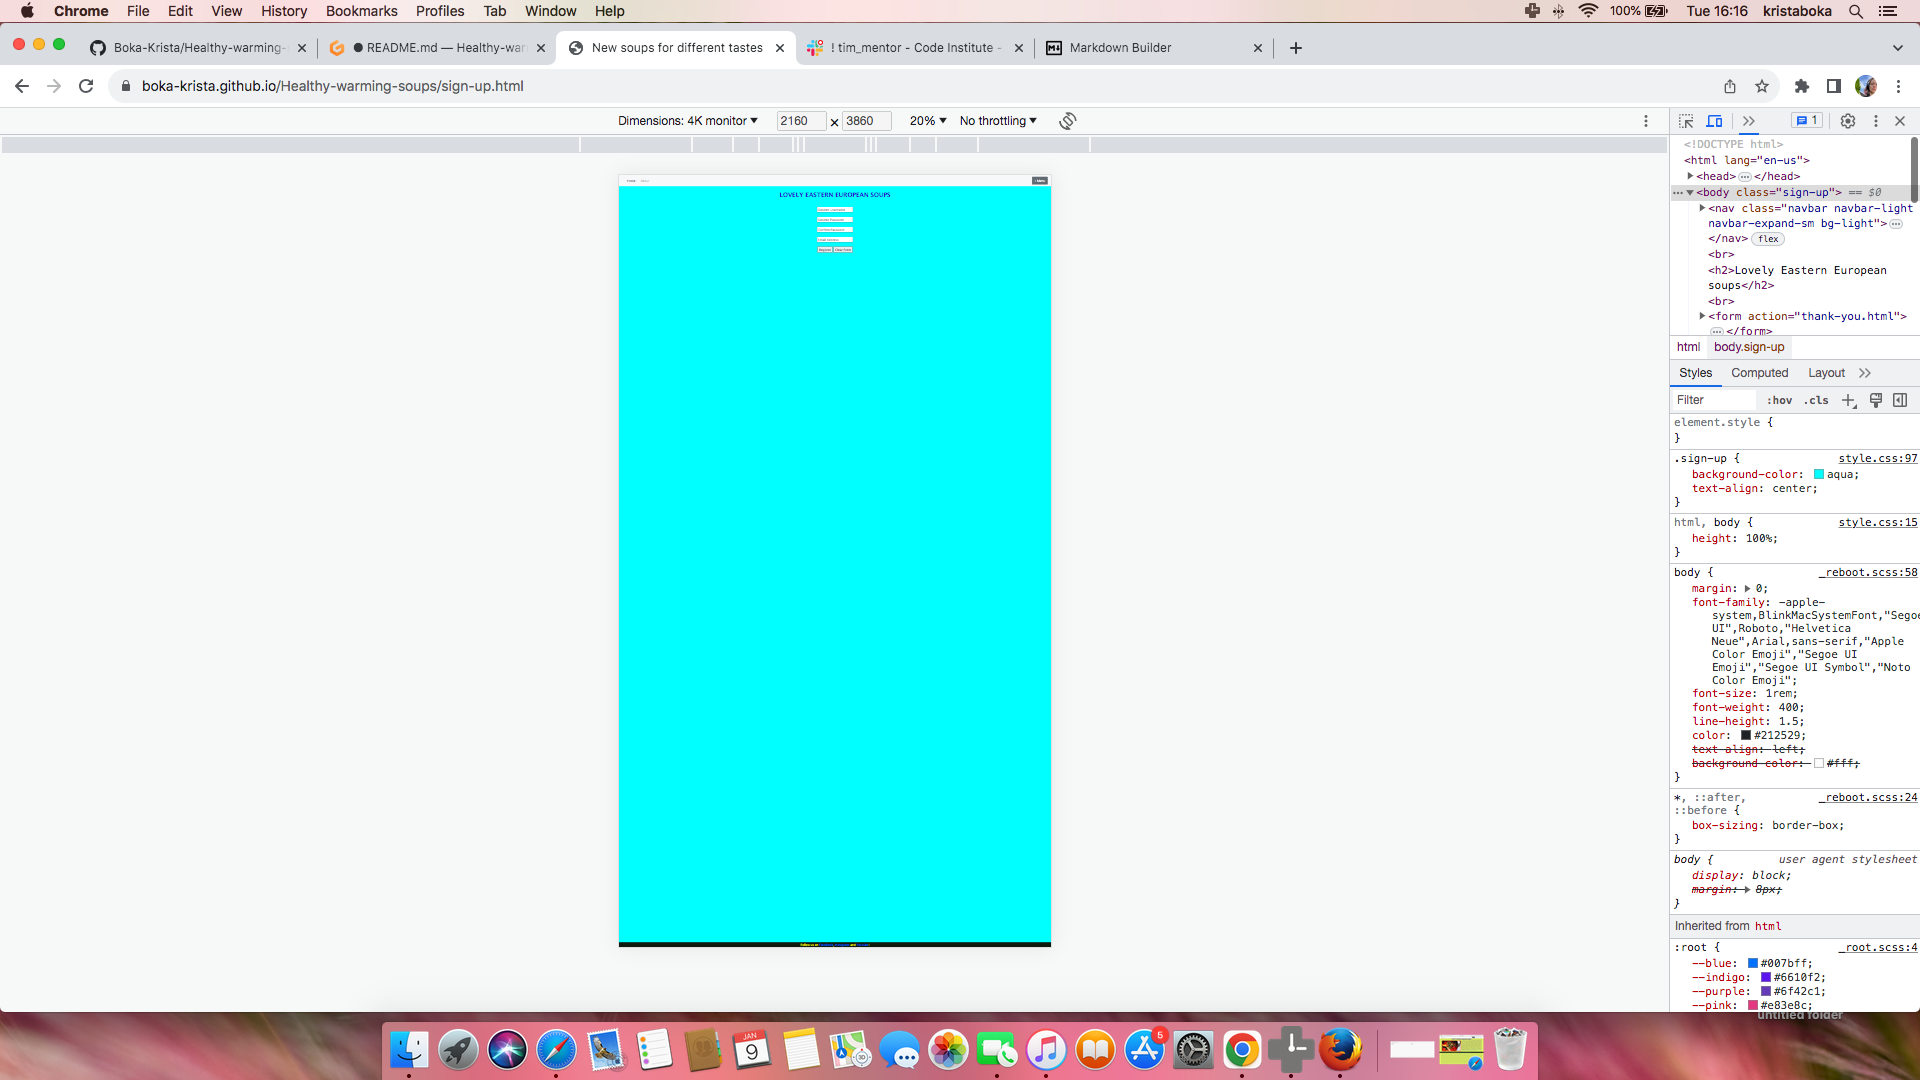 Chrome File Edit View History Bookmarks Profiles Tab Window Help 100% Tue 16:16 kristaboka
Boka-Krista/Healthy-warming- README.md — Healthy-war New soups for different tastes ! tim_mentor - Code Institute - Markdown Builder
boka-krista.github.io/Healthy-warming-soups/sign-up.html
Dimensions: 4K monitor 2160 × 3860 20% No throttling 1
<!DOCTYPE html>
<html lang="en-us">
<head> ••• </head>
••• <body class="sign-up"> == $0
<nav class="navbar navbar-light
navbar-expand-sm bg-light"> •••
</nav> flex
<br>
<h2>Lovely Eastern European
soups</h2>
<br>
<form action="thank-you.html">
••• </form>
html body.sign-up
Styles Computed Layout
Filter :hov .cls
element.style {
}
.sign-up { style.css:97
background-color: aqua;
text-align: center;
}
html, body { style.css:15
height: 100%;
}
body { _reboot.scss:58
margin: 0;
font-family: -apple-
system,BlinkMacSystemFont,"Segoe
UI",Roboto,"Helvetica
Neue",Arial,sans-serif,"Apple
Color Emoji","Segoe UI
Emoji","Segoe UI Symbol","Noto
Color Emoji";
font-size: 1rem;
font-weight: 400;
line-height: 1.5;
color: #212529;
text-align: left;
background-color: #fff;
}
*, ::after, _reboot.scss:24
::before {
box-sizing: border-box;
}
body { user agent stylesheet
display: block;
margin: 8px;
}
Inherited from html
:root { _root.scss:4
--blue: #007bff;
--indigo: #6610f2;
--purple: #6f42c1;
--pink: #e83e8c;
LOVELY EASTERN EUROPEAN SOUPS
untitled folder
JAN
9
3D
5